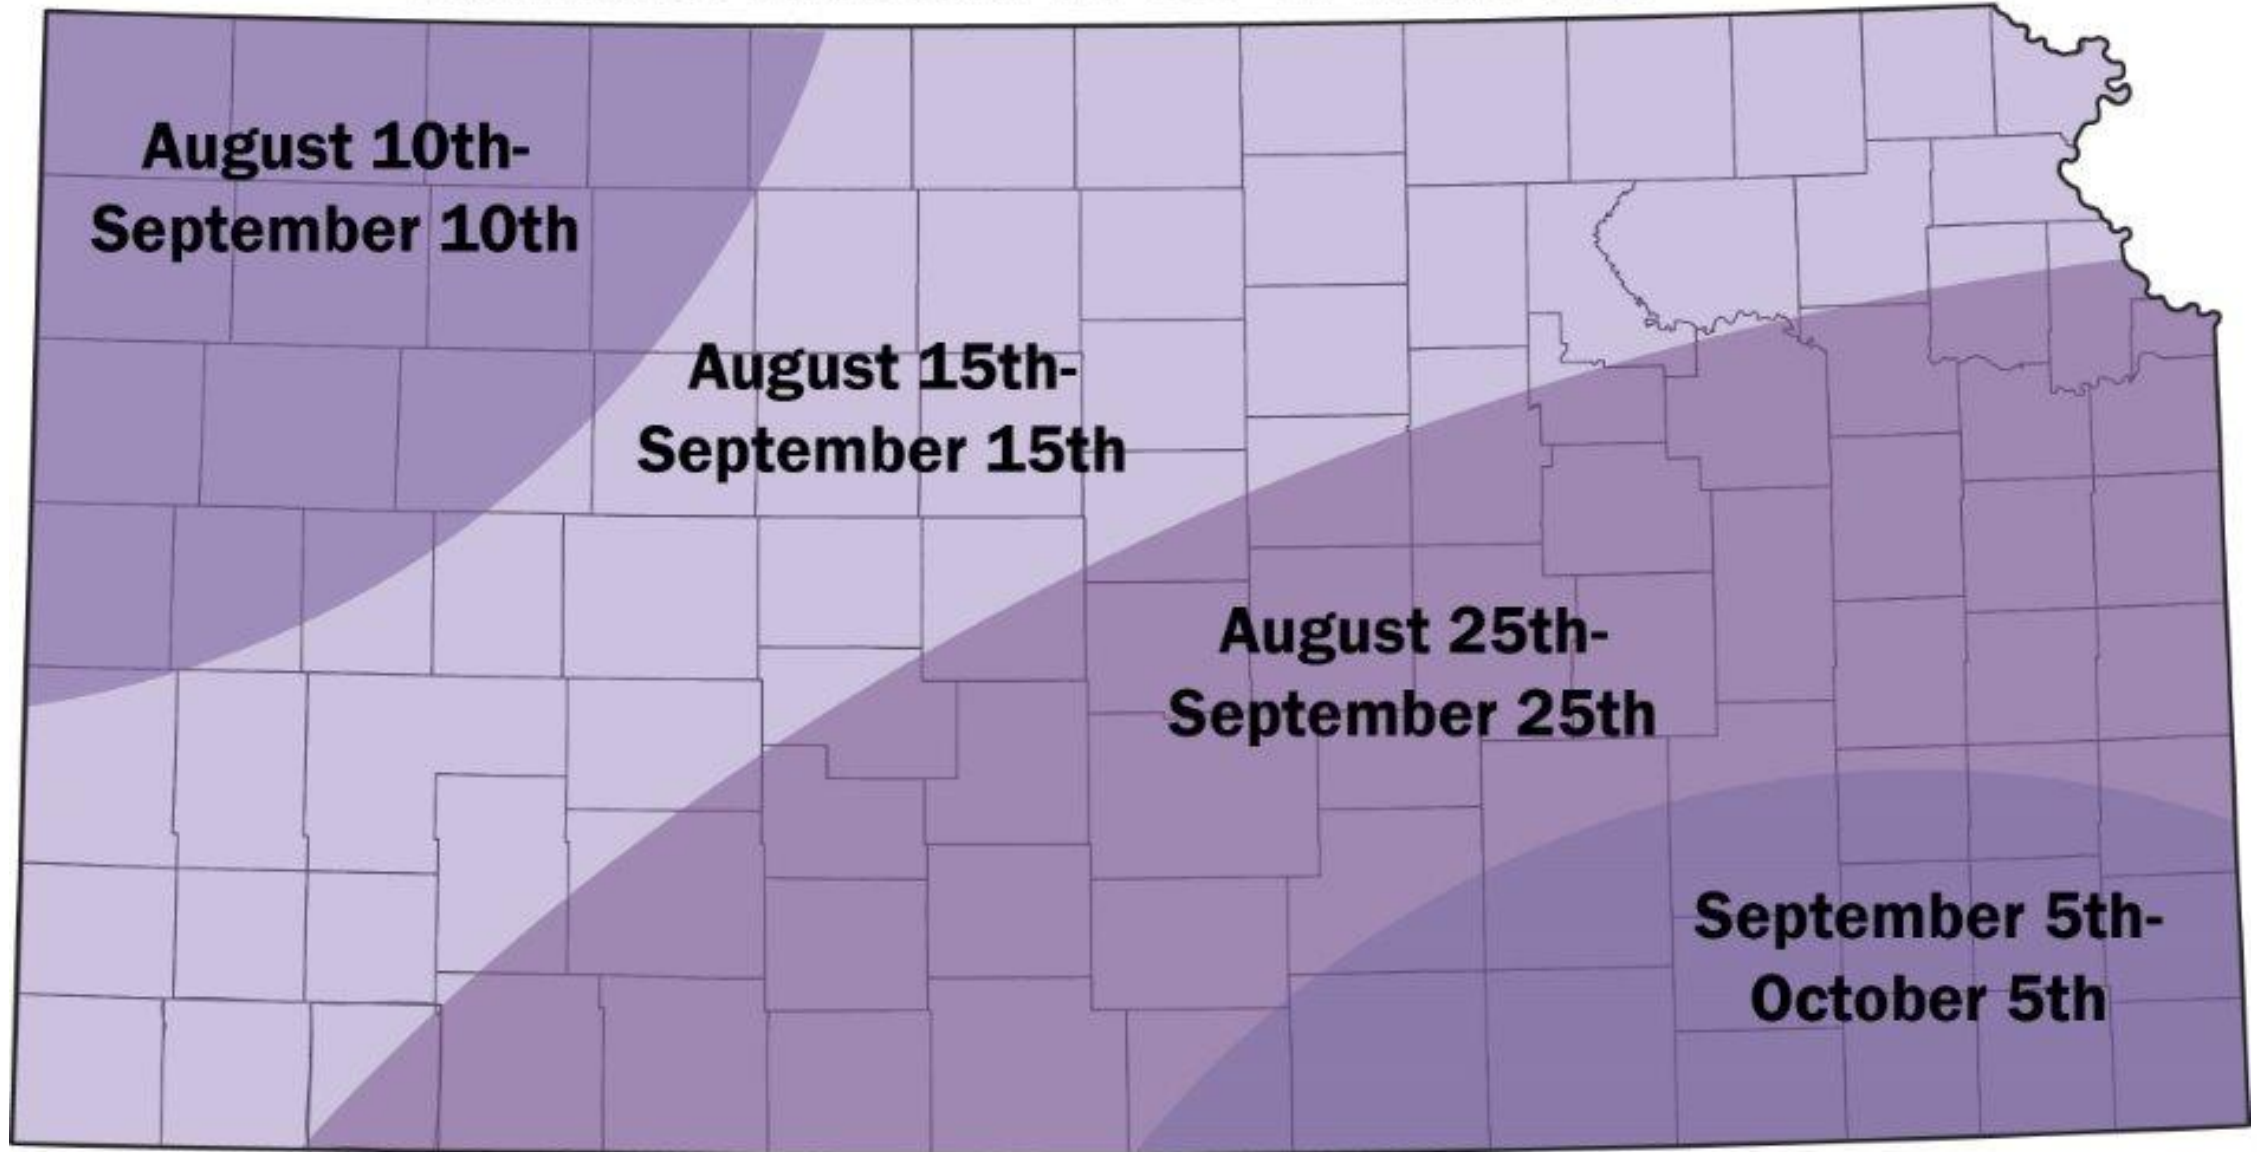 August 10th-
September 10th
August 15th-
September 15th
August 25th-
September 25th
September 5th-
October 5th